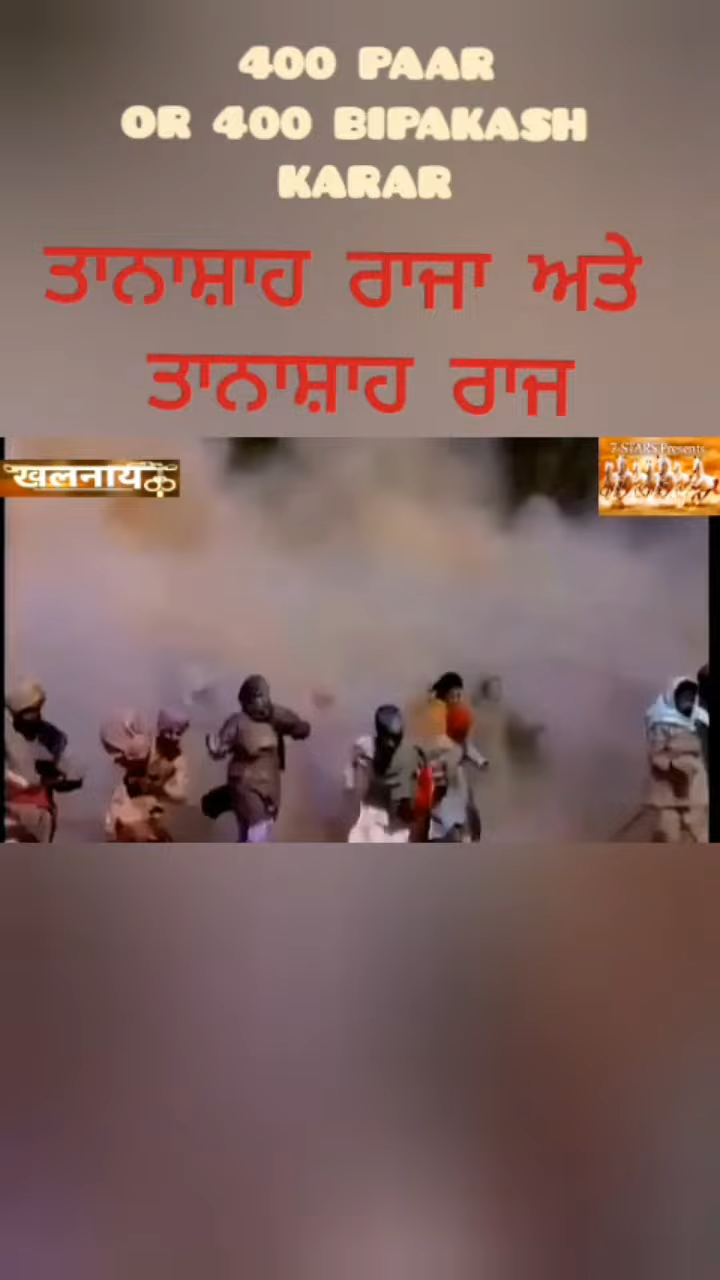 400 PAAR
OR 400 BIPAKASH
KARAR
ਤਾਨਾਸ਼ਾਹ ਰਾਜਾ ਅਤੇ
ਤਾਨਾਸ਼ਾਹ ਰਾਜ
खलनायक
7-STARS Presents